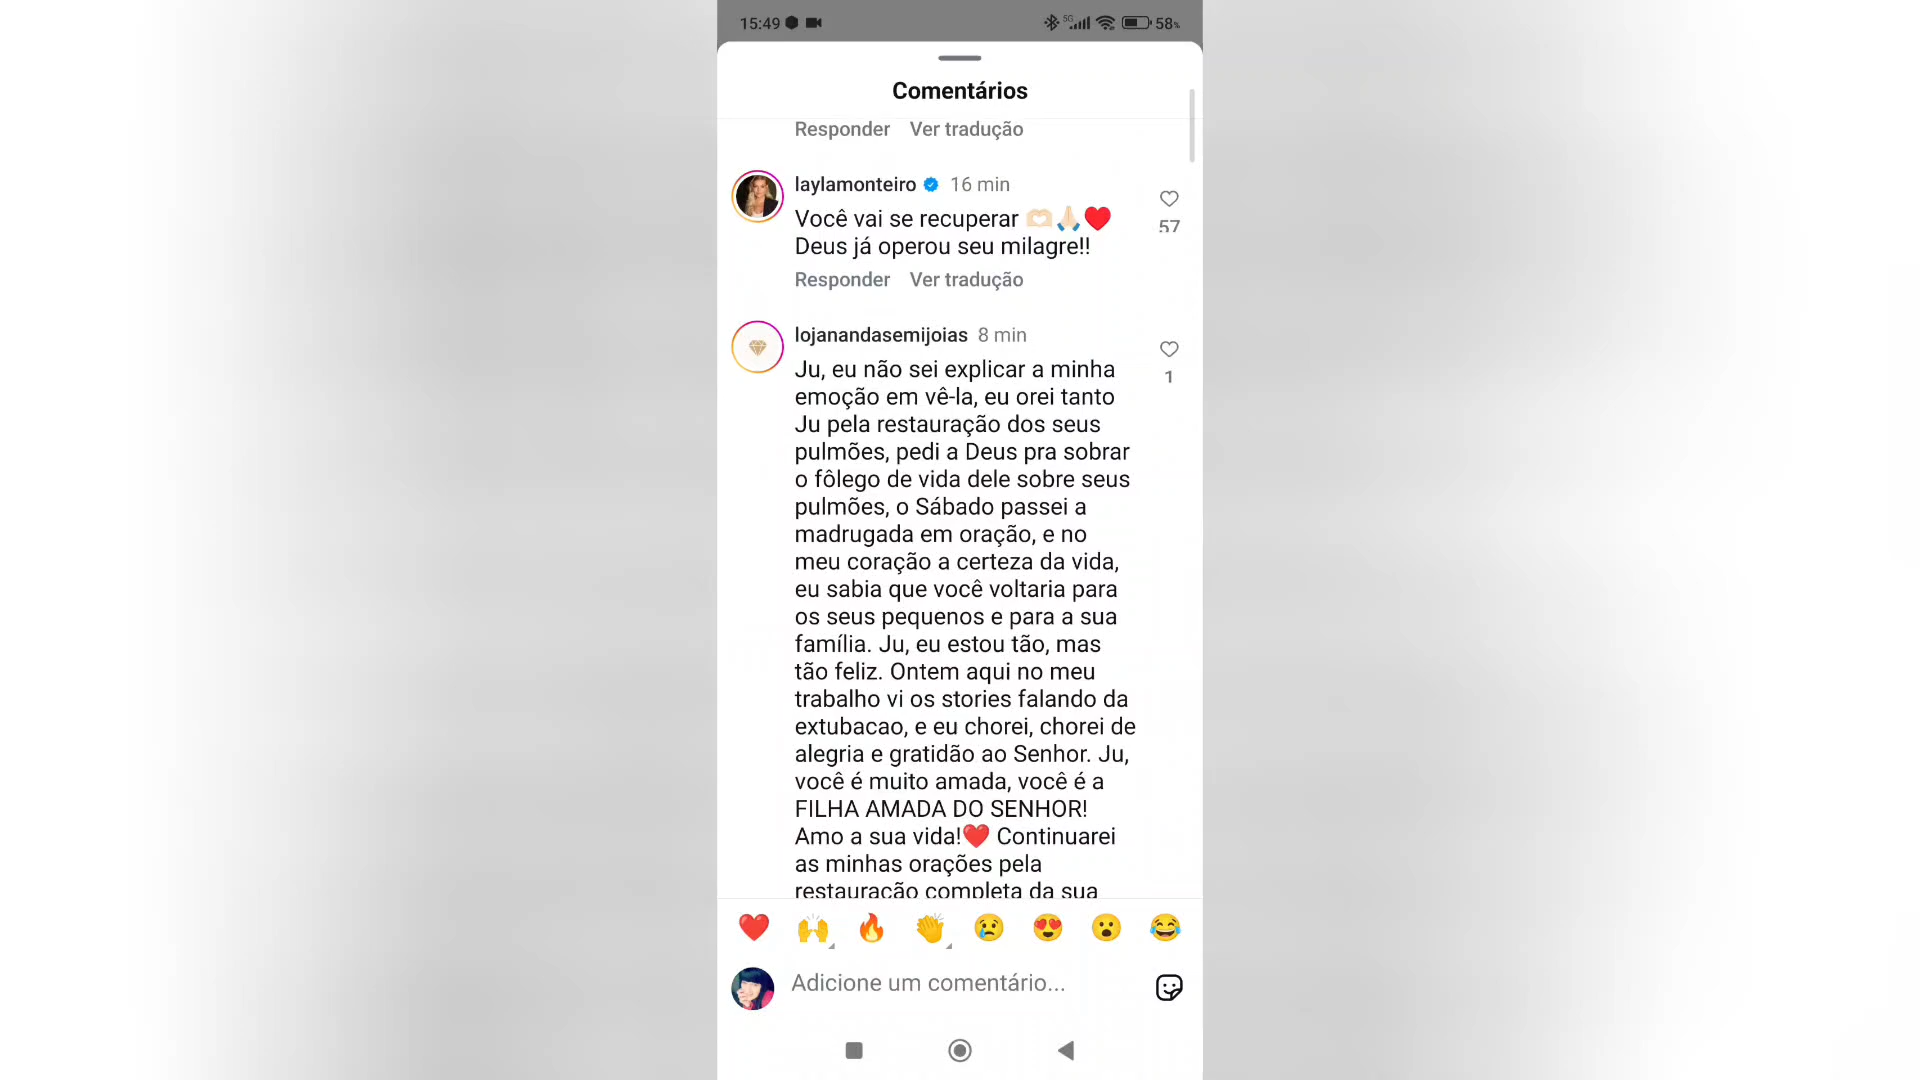 15:49
5G
58%
Comentários
Responder Ver tradução
laylamonteiro 16 min
Você vai se recuperar 🫶🏻🙏🏻❤️
57
Deus já operou seu milagre!!
Responder Ver tradução
lojanandasemijoias 8 min
Ju, eu não sei explicar a minha
1
emoção em vê-la, eu orei tanto
Ju pela restauração dos seus
pulmões, pedi a Deus pra sobrar
o fôlego de vida dele sobre seus
pulmões, o Sábado passei a
madrugada em oração, e no
meu coração a certeza da vida,
eu sabia que você voltaria para
os seus pequenos e para a sua
família. Ju, eu estou tão, mas
tão feliz. Ontem aqui no meu
trabalho vi os stories falando da
extubacao, e eu chorei, chorei de
alegria e gratidão ao Senhor. Ju,
você é muito amada, você é a
FILHA AMADA DO SENHOR!
Amo a sua vida!❤️ Continuarei
as minhas orações pela
restauração completa da sua
Adicione um comentário...